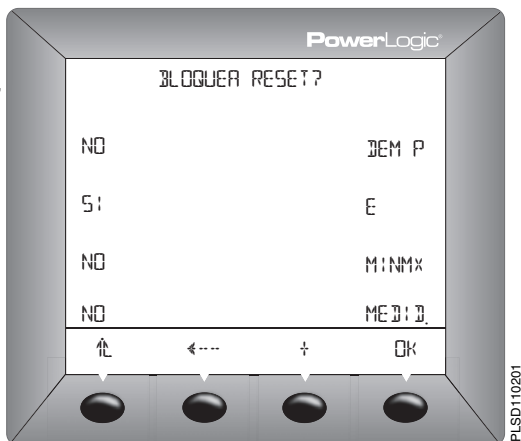 PowerLogic®
BLOQUEA RESET?
NO DEM P
SI E
NO MINMX
NO MEDID.
<--- + OK
PLSD110201